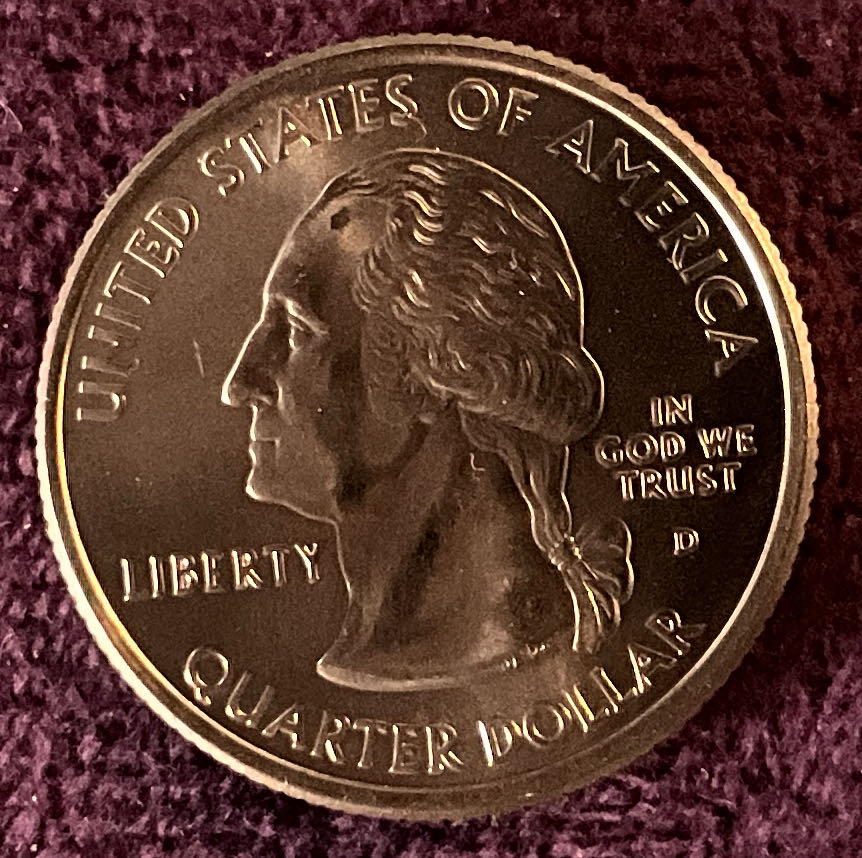 UNITED STATES OF AMERICA
IN
GOD WE
TRUST
D
LIBERTY
QUARTER DOLLAR